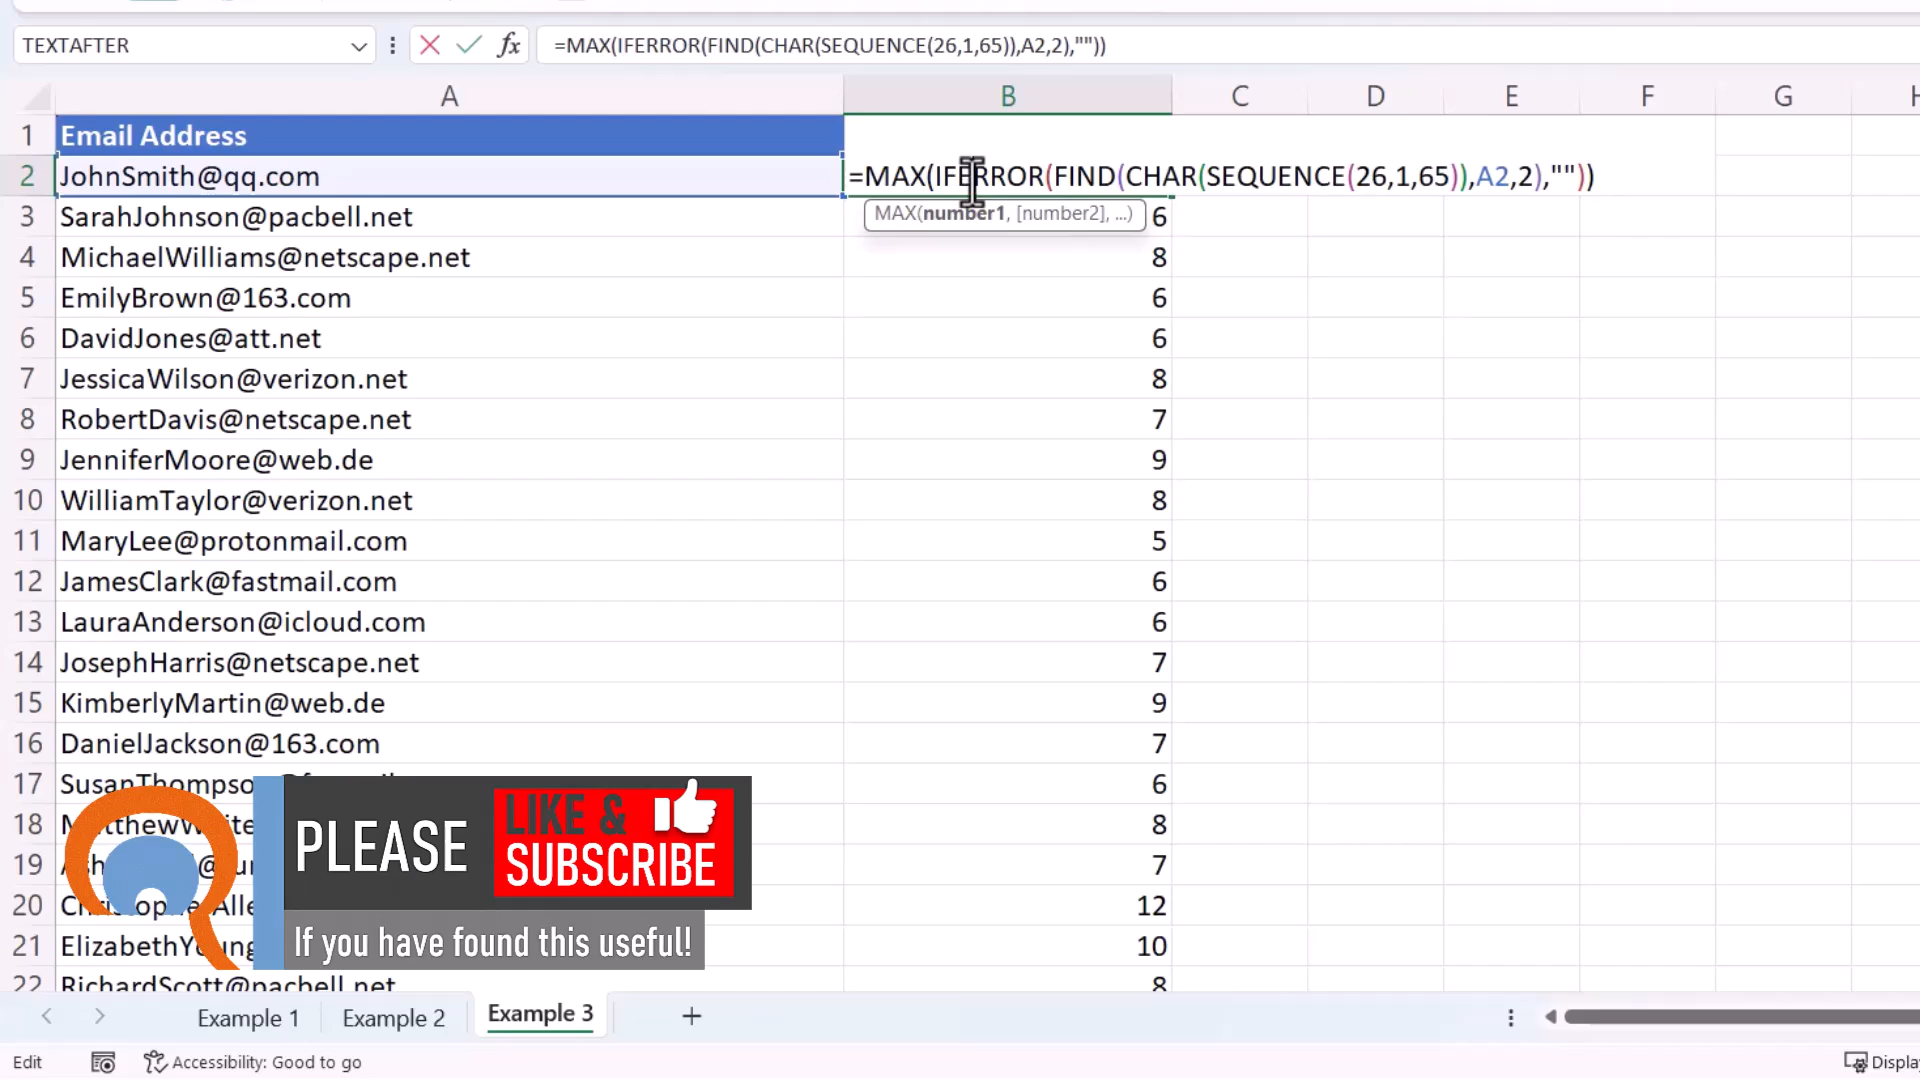 TEXTAFTER
fx
=MAX(IFERROR(FIND(CHAR(SEQUENCE(26,1,65)),A2,2),""))
A B C D E F G H
1 Email Address
2 JohnSmith@qq.com =MAX(IFERROR(FIND(CHAR(SEQUENCE(26,1,65)),A2,2),""))
MAX(number1, [number2], ...)
3 SarahJohnson@pacbell.net 6
4 MichaelWilliams@netscape.net 8
5 EmilyBrown@163.com 6
6 DavidJones@att.net 6
7 JessicaWilson@verizon.net 8
8 RobertDavis@netscape.net 7
9 JenniferMoore@web.de 9
10 WilliamTaylor@verizon.net 8
11 MaryLee@protonmail.com 5
12 JamesClark@fastmail.com 6
13 LauraAnderson@icloud.com 6
14 JosephHarris@netscape.net 7
15 KimberlyMartin@web.de 9
16 DanielJackson@163.com 7
17 6
18 8
19 7
20 12
21 10
22 RichardScott@pacbell.net 8
PLEASE
LIKE &
SUBSCRIBE
If you have found this useful!
Example 1 Example 2 Example 3 +
Edit Accessibility: Good to go